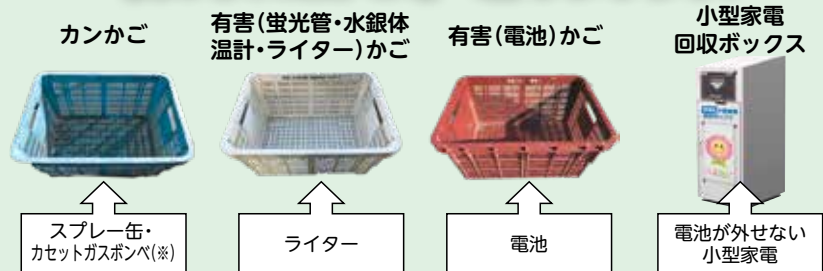 カンかご
有害(蛍光管・水銀体
温計・ライター)かご
有害(電池)かご
小型家電
回収ボックス
スプレー缶・
カセットガスボンベ(※)
ライター
電池
電池が外せない
小型家電